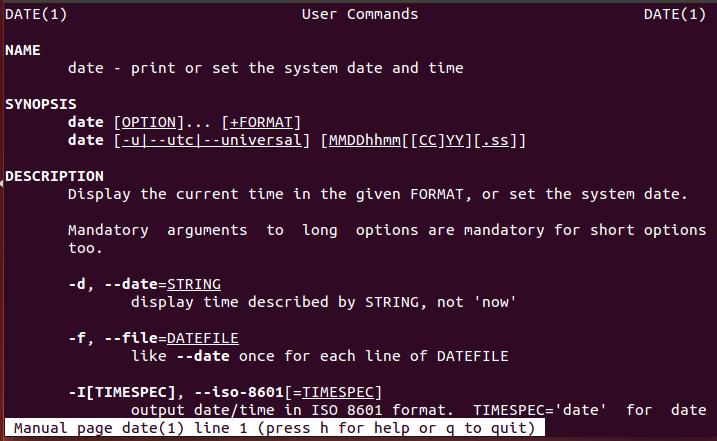 DATE(1) User Commands DATE(1)
NAME
date - print or set the system date and time
SYNOPSIS
date [OPTION]... [+FORMAT]
date [-u|--utc|--universal] [MMDDhhmm[[CC]YY][.ss]]
DESCRIPTION
Display the current time in the given FORMAT, or set the system date.
Mandatory arguments to long options are mandatory for short options
too.
-d, --date=STRING
display time described by STRING, not 'now'
-f, --file=DATEFILE
like --date once for each line of DATEFILE
-I[TIMESPEC], --iso-8601[=TIMESPEC]
output date/time in ISO 8601 format. TIMESPEC='date' for date
Manual page date(1) line 1 (press h for help or q to quit)